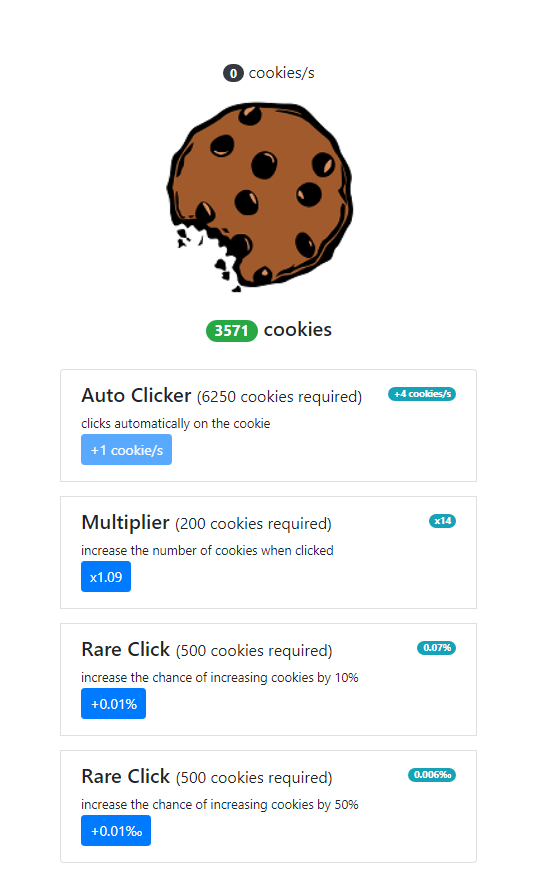 0 cookies/s
3571 cookies
Auto Clicker (6250 cookies required) +4 cookies/s
clicks automatically on the cookie
+1 cookie/s
Multiplier (200 cookies required) x14
increase the number of cookies when clicked
x1.09
Rare Click (500 cookies required) 0.07%
increase the chance of increasing cookies by 10%
+0.01%
Rare Click (500 cookies required) 0.006‰
increase the chance of increasing cookies by 50%
+0.01‰